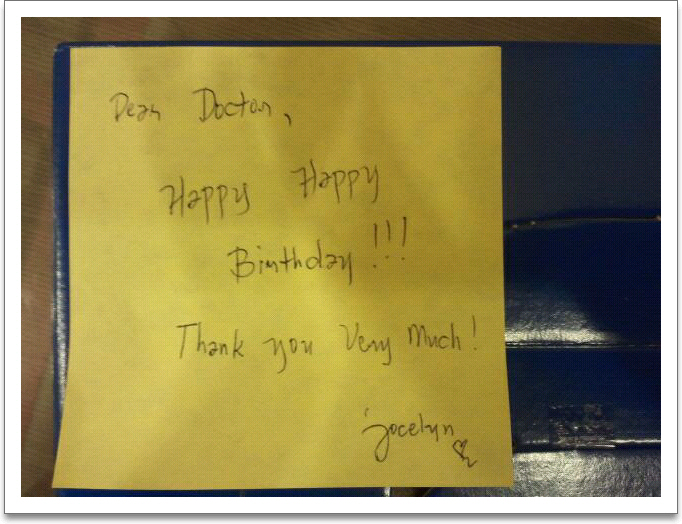 Dear Doctor,
Happy Happy
Birthday!!!
Thank you Very Much!
Jocelyn